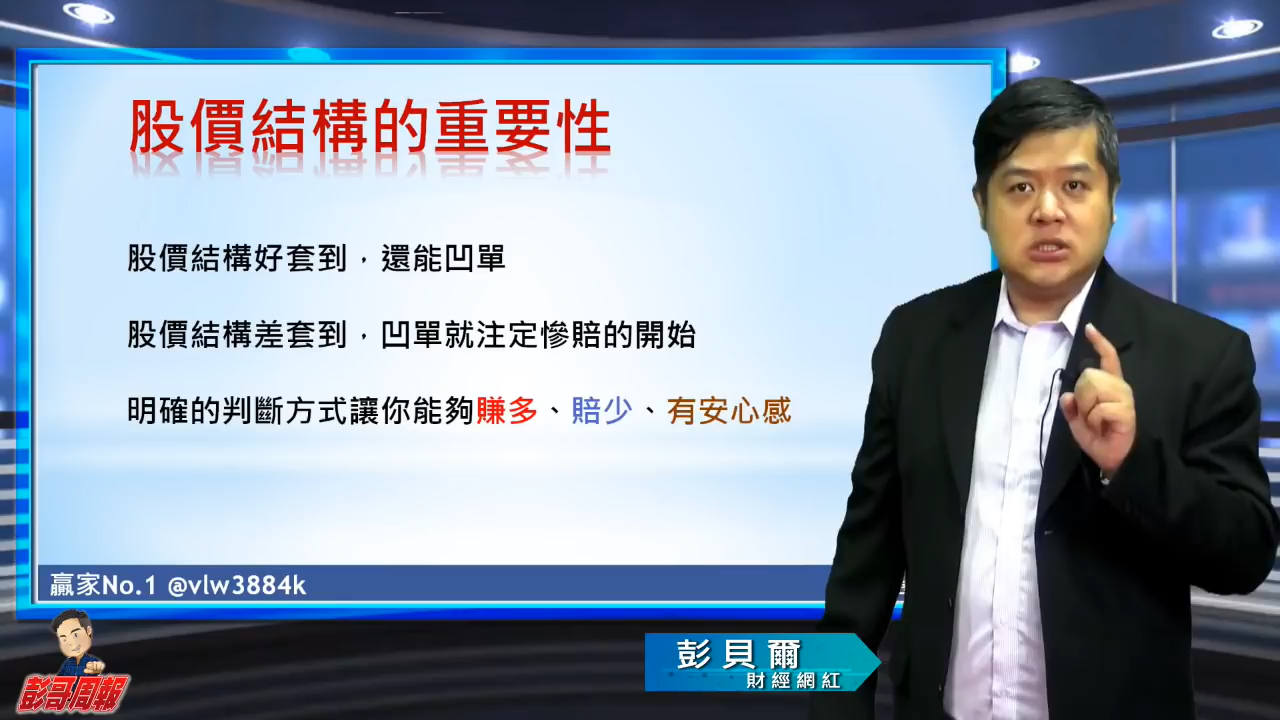 股價結構的重要性
股價結構好套到，還能凹單
股價結構差套到，凹單就注定慘賠的開始
明確的判斷方式讓你能夠賺多、賠少、有安心感
贏家No.1 @vlw3884k
彭貝爾
財經網紅
彭哥周報